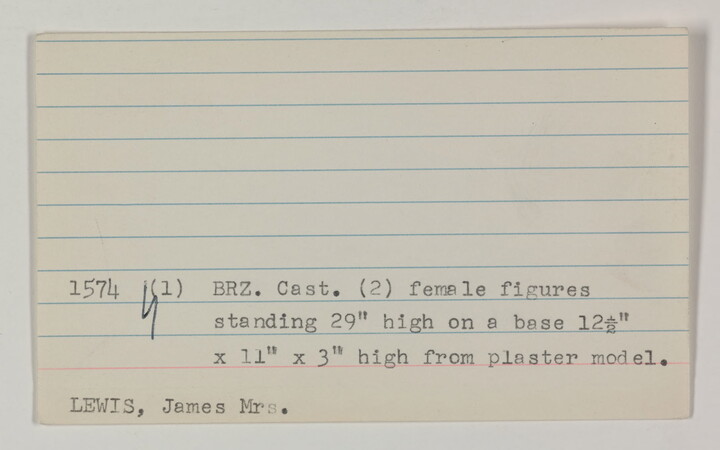 1574 (1) BRZ. Cast. (2) female figures
standing 29" high on a base 12½"
x 11" x 3" high from plaster model.
LEWIS, James Mrs.